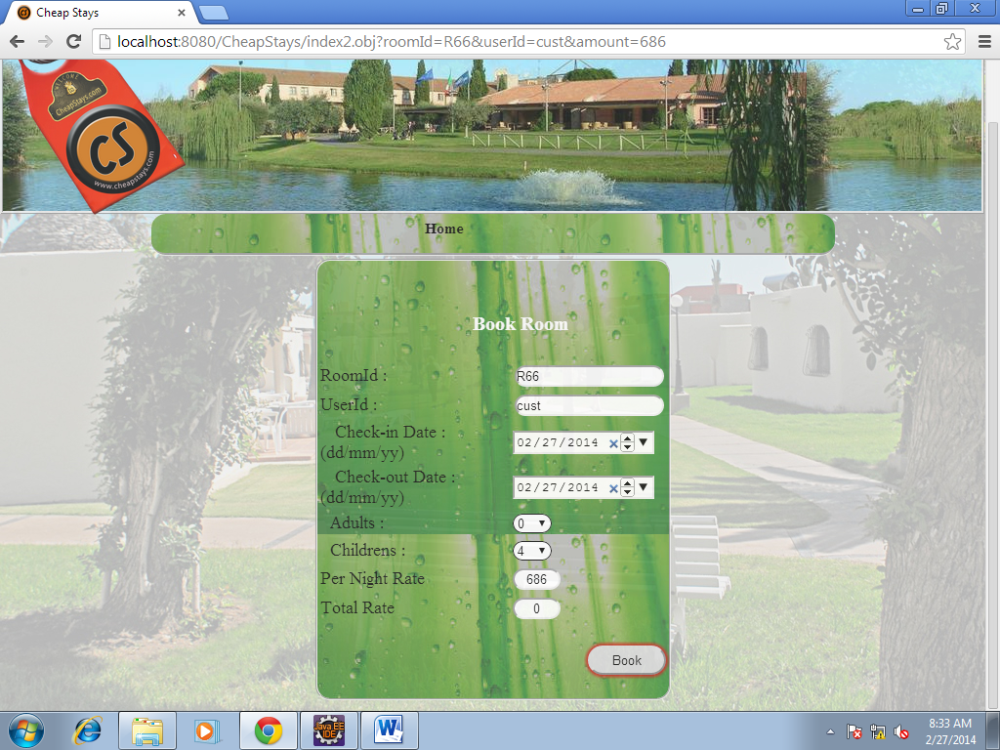 Cheap Stays
localhost:8080/CheapStays/index2.obj?roomId=R66&userId=cust&amount=686
WELCOME
CheapStays.com
CS
www.cheapstays.com
Home
Book Room
RoomId : R66
UserId : cust
Check-in Date :
(dd/mm/yy) 02/27/2014
Check-out Date :
(dd/mm/yy) 02/27/2014
Adults : 0
Childrens : 4
Per Night Rate 686
Total Rate 0
Book
Java EE
IDE
W
8:33 AM
2/27/2014